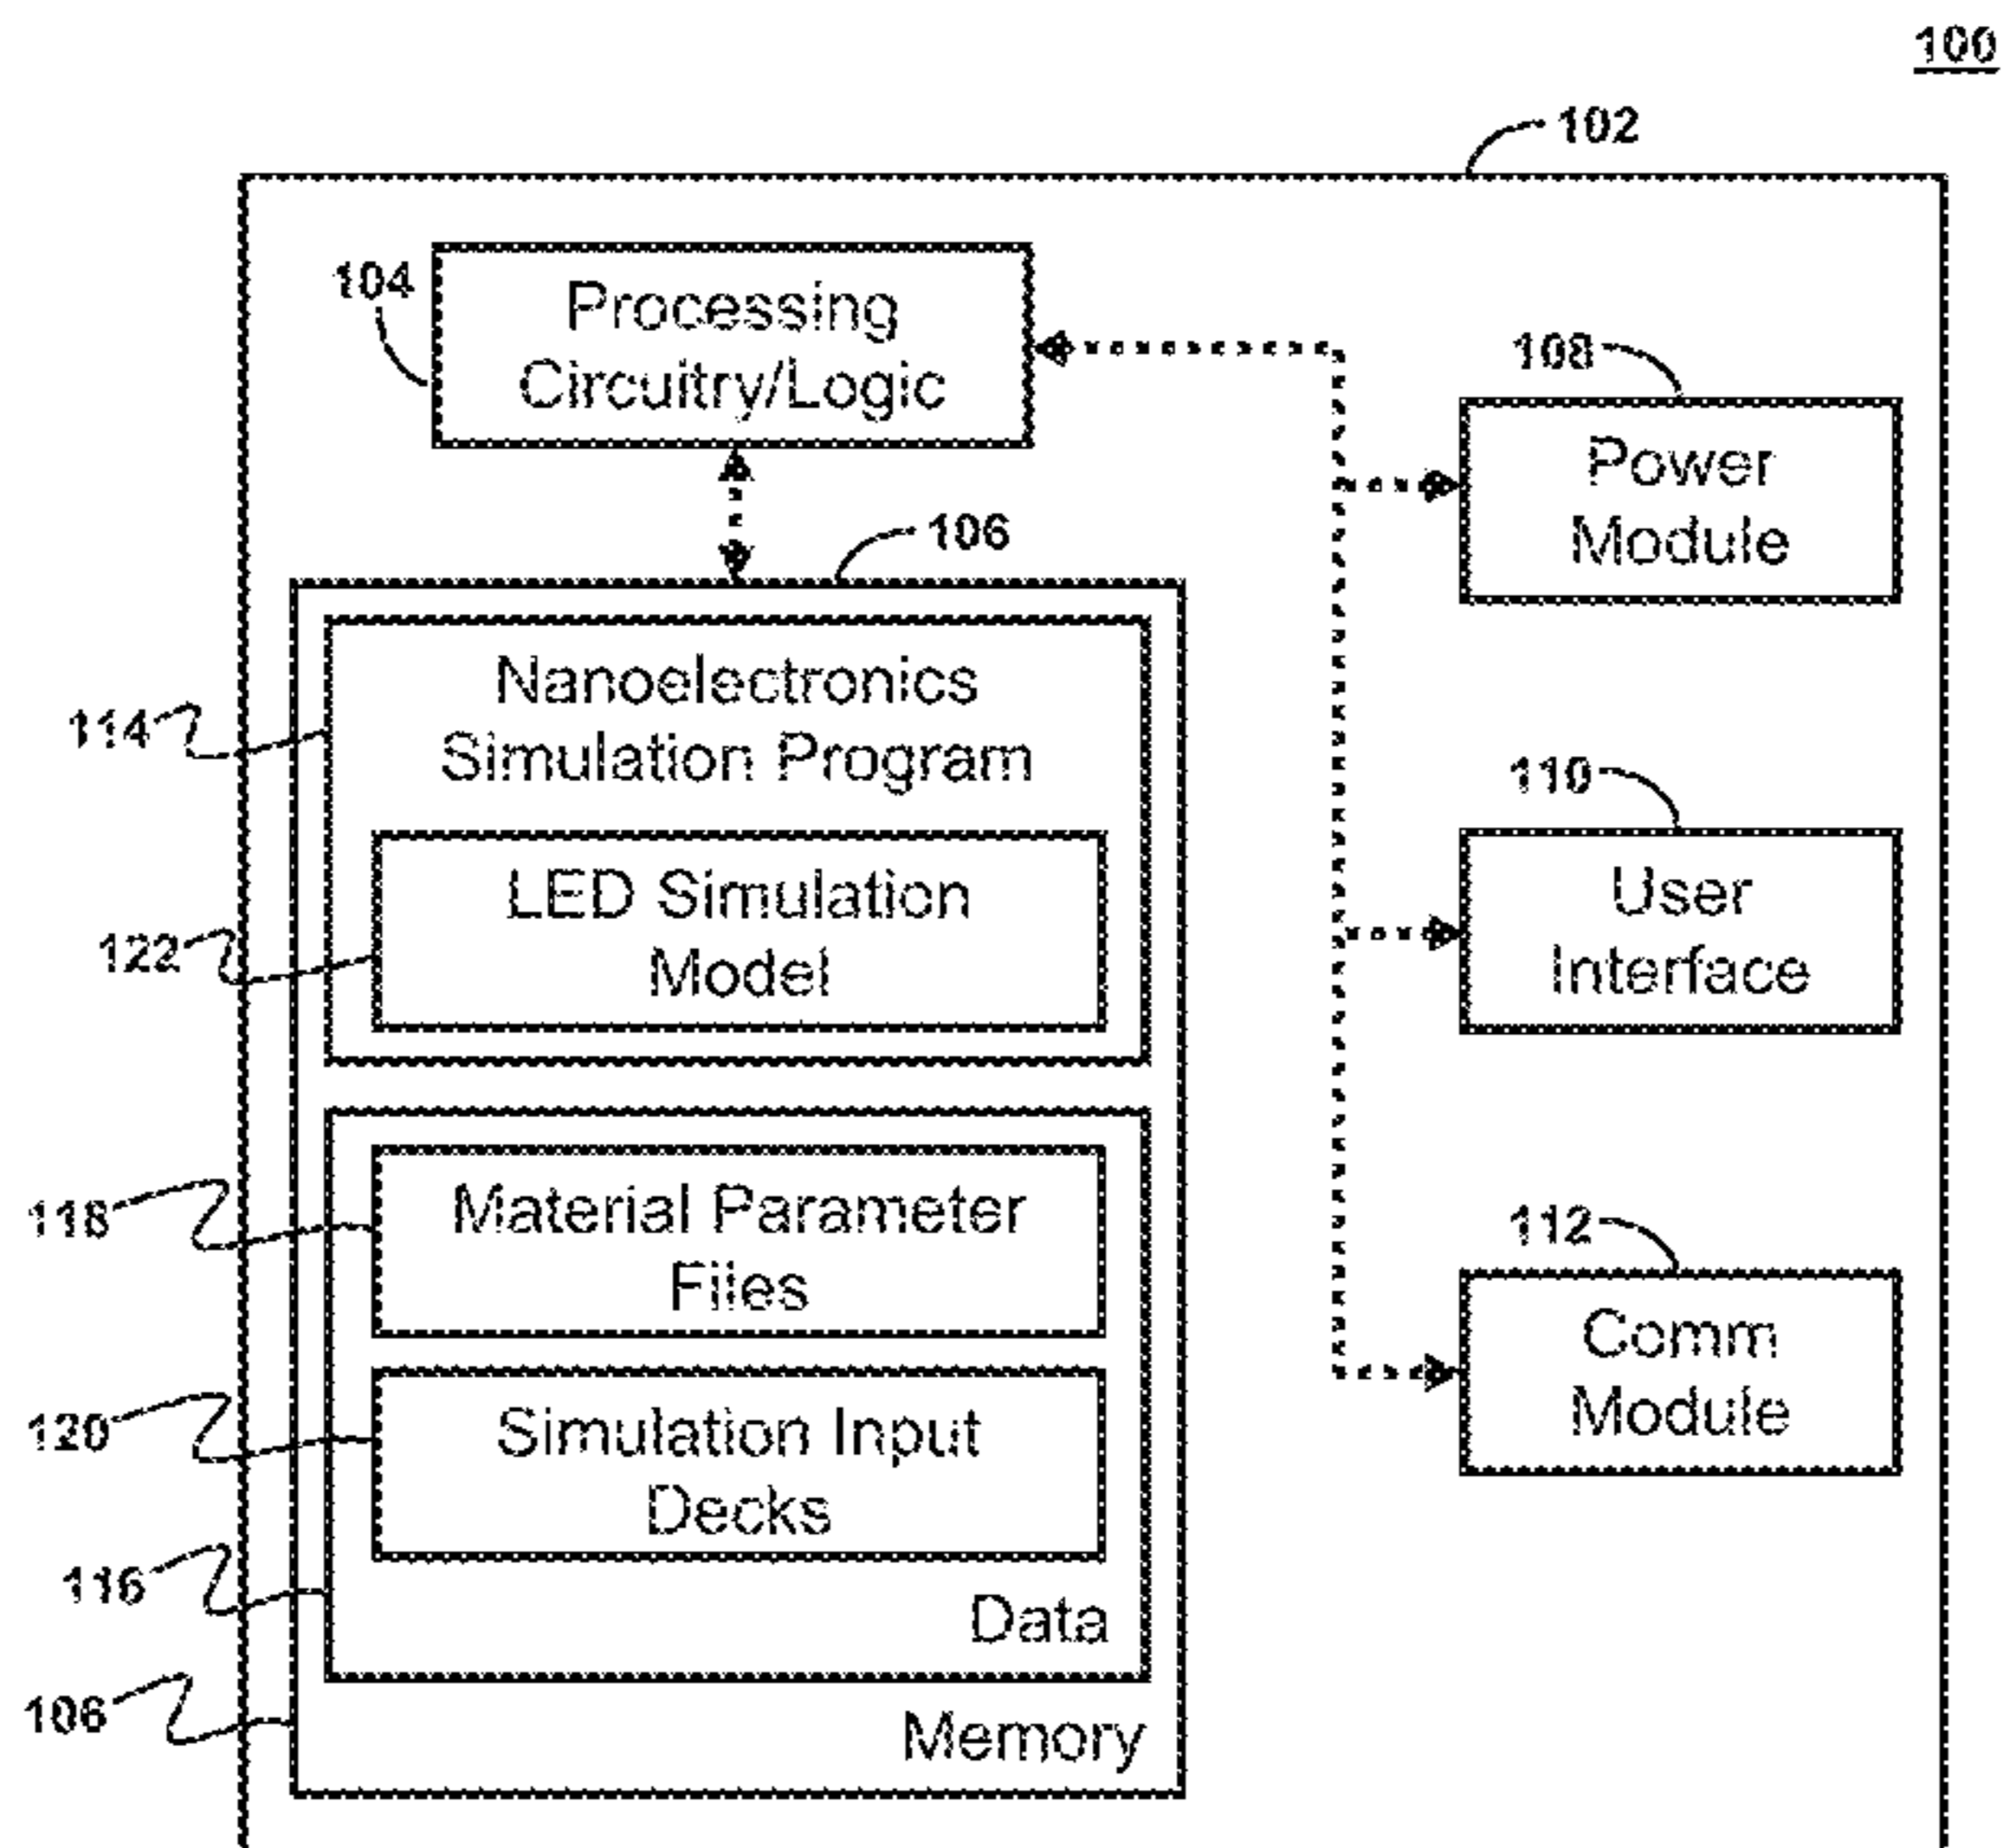 100
102
104
Processing
Circuitry/Logic
108
Power
Module
106
114
Nanoelectronics
Simulation Program
110
User
Interface
122
LED Simulation
Model
118
Material Parameter
Files
112
Comm
Module
120
Simulation Input
Decks
116
Data
106
Memory